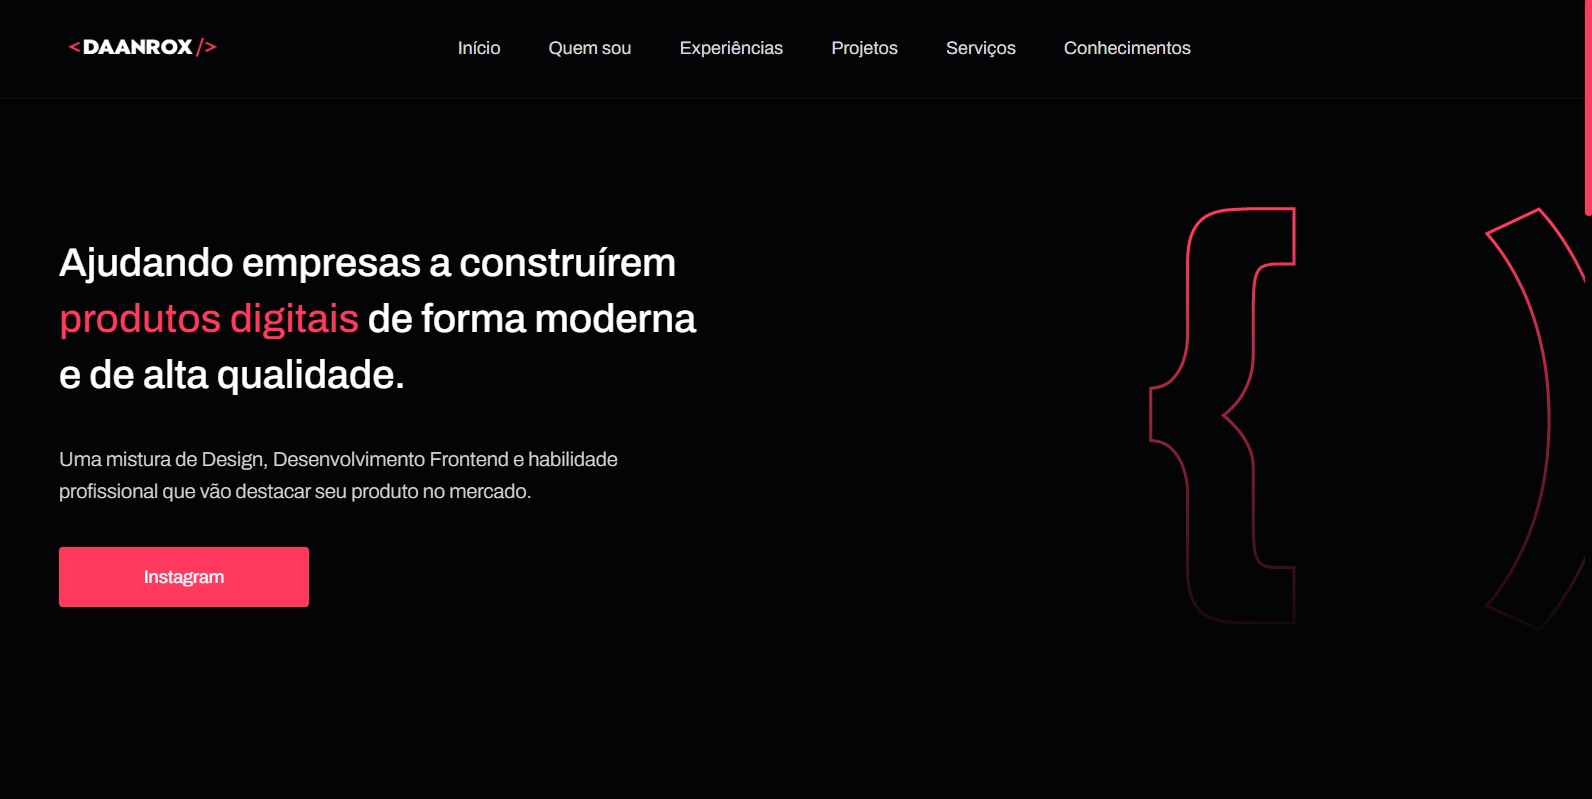 <DAANROX/>
Início Quem sou Experiências Projetos Serviços Conhecimentos
Ajudando empresas a construírem
produtos digitais de forma moderna
e de alta qualidade.
Uma mistura de Design, Desenvolvimento Frontend e habilidade
profissional que vão destacar seu produto no mercado.
Instagram
{ )